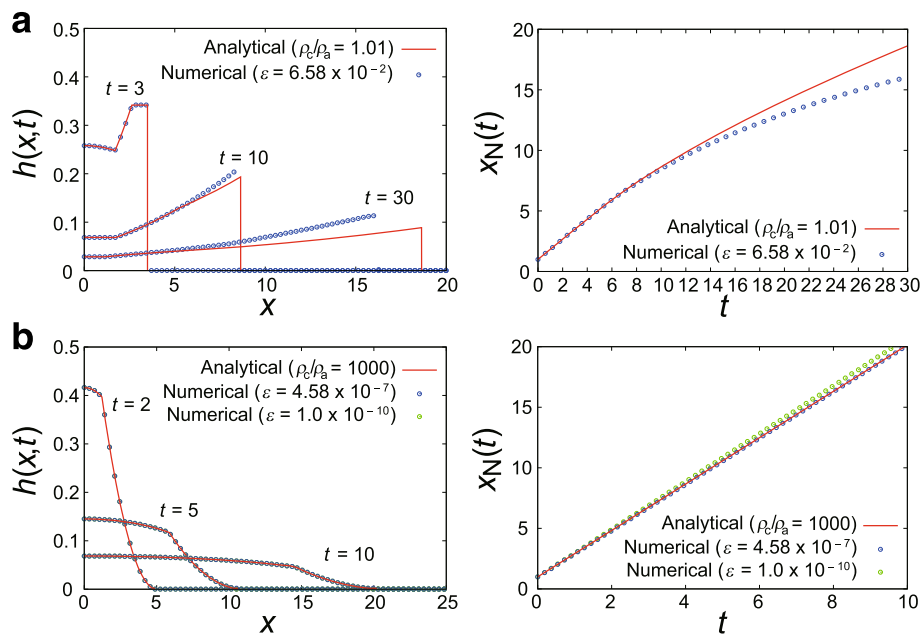 a
h(x,t)
0.5
0.4
0.3
0.2
0.1
0
0 5 10 15 20
x
Analytical (ρc/ρa = 1.01)
Numerical (ε = 6.58 x 10⁻²)
t = 3
t = 10
t = 30
xN(t)
20
15
10
5
0
0 2 4 6 8 10 12 14 16 18 20 22 24 26 28 30
t
Analytical (ρc/ρa = 1.01)
Numerical (ε = 6.58 x 10⁻²)
b
h(x,t)
0.5
0.4
0.3
0.2
0.1
0
0 5 10 15 20 25
x
Analytical (ρc/ρa = 1000)
Numerical (ε = 4.58 x 10⁻⁷)
Numerical (ε = 1.0 x 10⁻¹⁰)
t = 2
t = 5
t = 10
xN(t)
20
15
10
5
0
0 2 4 6 8 10
t
Analytical (ρc/ρa = 1000)
Numerical (ε = 4.58 x 10⁻⁷)
Numerical (ε = 1.0 x 10⁻¹⁰)